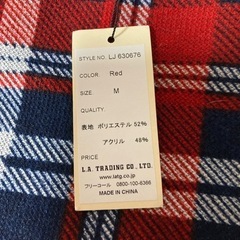 STYLE NO. LJ 630676
COLOR Red
SIZE M
QUALITY
表地 ポリエステル 52%
アクリル 48%
PRICE
L.A. TRADING CO., LTD.
www.latg.co.jp
フリーコール 0800-100-6366
MADE IN CHINA